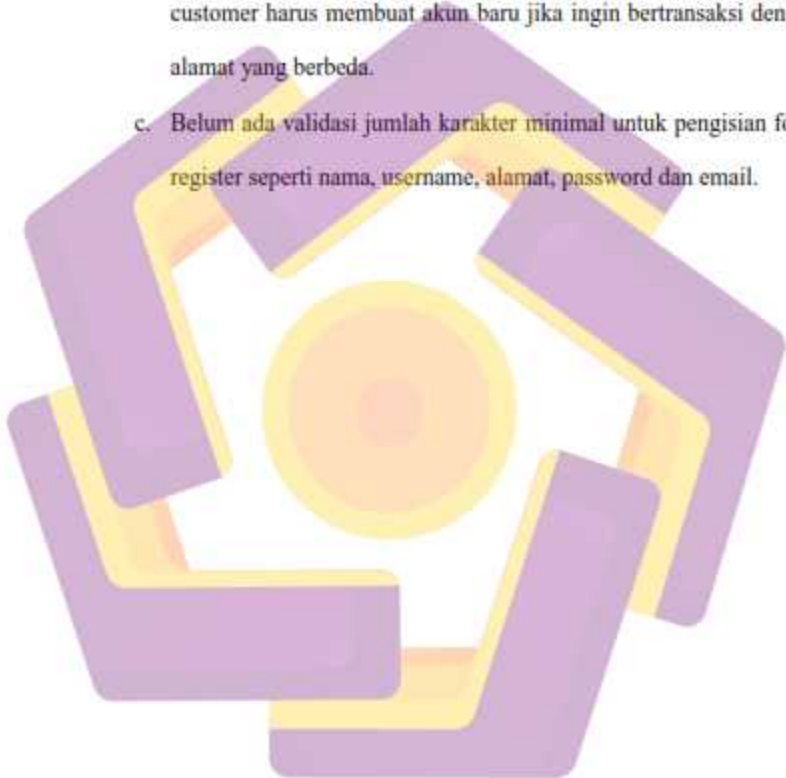 customer harus membuat akun baru jika ingin bertransaksi den
alamat yang berbeda.
c. Belum ada validasi jumlah karakter minimal untuk pengisian fo
register seperti nama, username, alamat, password dan email.